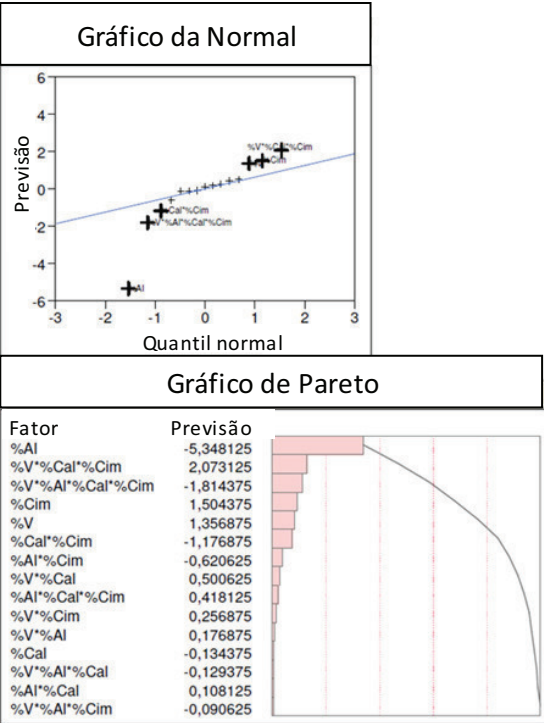 Gráfico da Normal
Previsão
6
4
2
0
-2
-4
-6
%V*%Cal*%Cim
%Cim
Cal*%Cim
V*%Al*%Cal*%Cim
Al
-3 -2 -1 0 1 2 3
Quantil normal
Gráfico de Pareto
Fator Previsão
%Al -5,348125
%V*%Cal*%Cim 2,073125
%V*%Al*%Cal*%Cim -1,814375
%Cim 1,504375
%V 1,356875
%Cal*%Cim -1,176875
%Al*%Cim -0,620625
%V*%Cal 0,500625
%Al*%Cal*%Cim 0,418125
%V*%Cim 0,256875
%V*%Al 0,176875
%Cal -0,134375
%V*%Al*%Cal -0,129375
%Al*%Cal 0,108125
%V*%Al*%Cim -0,090625